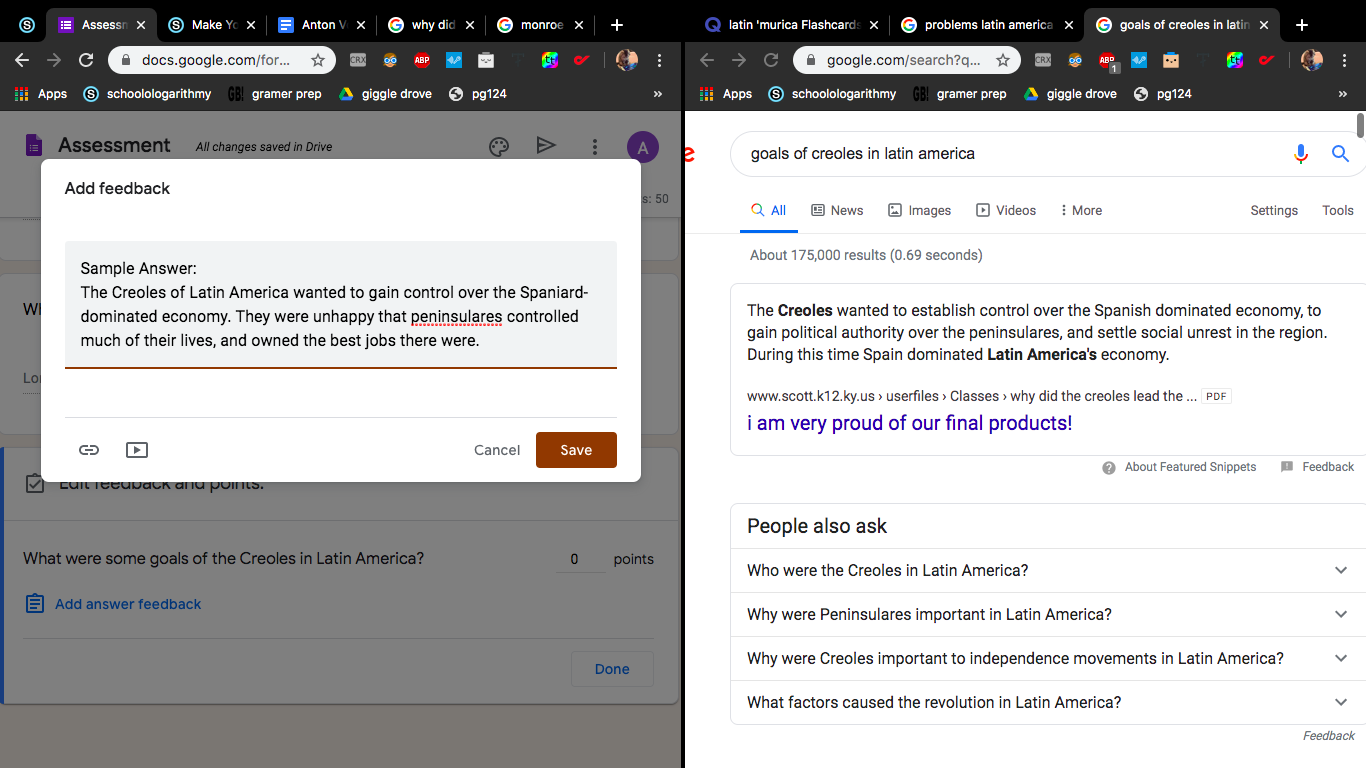 Assessn
Make Yo
Anton V
why did
monroe
docs.google.com/for...
CRX
ABP
Apps
schoolologarithmy
gramer prep
giggle drove
pg124
»
Assessment
All changes saved in Drive
A
s: 50
Add feedback
Sample Answer:
The Creoles of Latin America wanted to gain control over the Spaniard-
dominated economy. They were unhappy that peninsulares controlled
much of their lives, and owned the best jobs there were.
Cancel
Save
Edit feedback and points.
What were some goals of the Creoles in Latin America?
0
points
Add answer feedback
Done
latin 'murica Flashcards
problems latin america
goals of creoles in latin
google.com/search?q...
CRX
ABP
1
Apps
schoolologarithmy
gramer prep
giggle drove
pg124
»
goals of creoles in latin america
All
News
Images
Videos
More
Settings
Tools
About 175,000 results (0.69 seconds)
The Creoles wanted to establish control over the Spanish dominated economy, to
gain political authority over the peninsulares, and settle social unrest in the region.
During this time Spain dominated Latin America's economy.
www.scott.k12.ky.us › userfiles › Classes › why did the creoles lead the ... PDF
i am very proud of our final products!
About Featured Snippets
Feedback
People also ask
Who were the Creoles in Latin America?
Why were Peninsulares important in Latin America?
Why were Creoles important to independence movements in Latin America?
What factors caused the revolution in Latin America?
Feedback